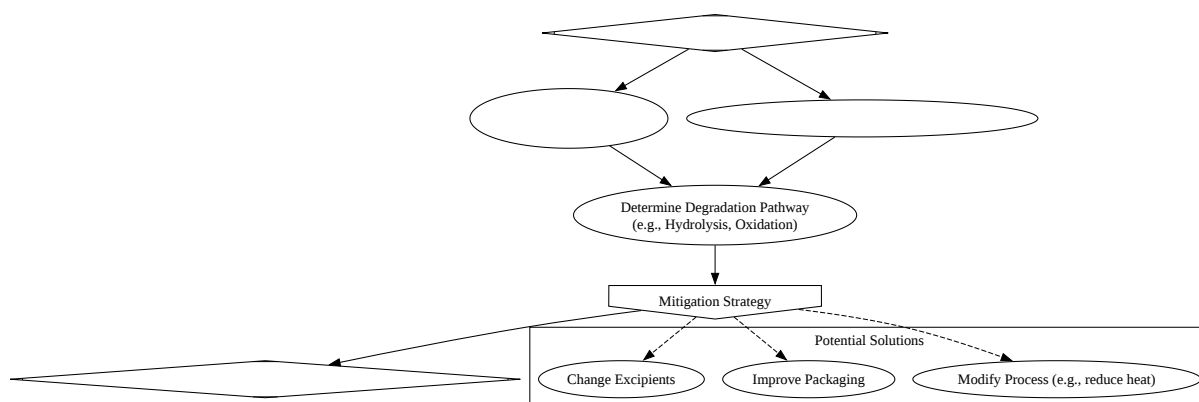 Determine Degradation Pathway
(e.g., Hydrolysis, Oxidation)
Mitigation Strategy
Potential Solutions
Change Excipients
Improve Packaging
Modify Process (e.g., reduce heat)